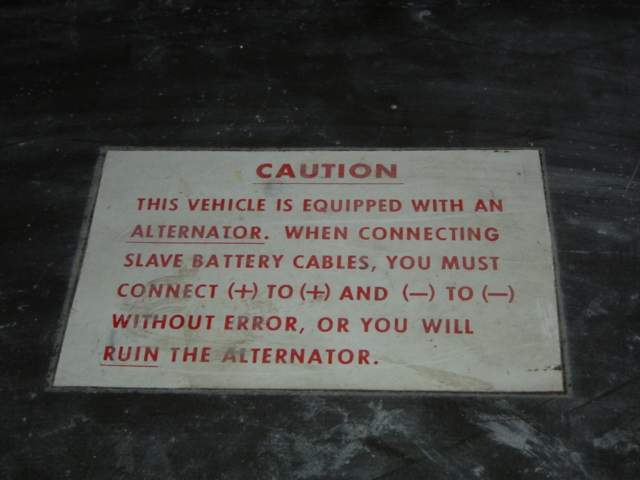 CAUTION
THIS VEHICLE IS EQUIPPED WITH AN
ALTERNATOR. WHEN CONNECTING
SLAVE BATTERY CABLES, YOU MUST
CONNECT (+) TO (+) AND (—) TO (—)
WITHOUT ERROR, OR YOU WILL
RUIN THE ALTERNATOR.